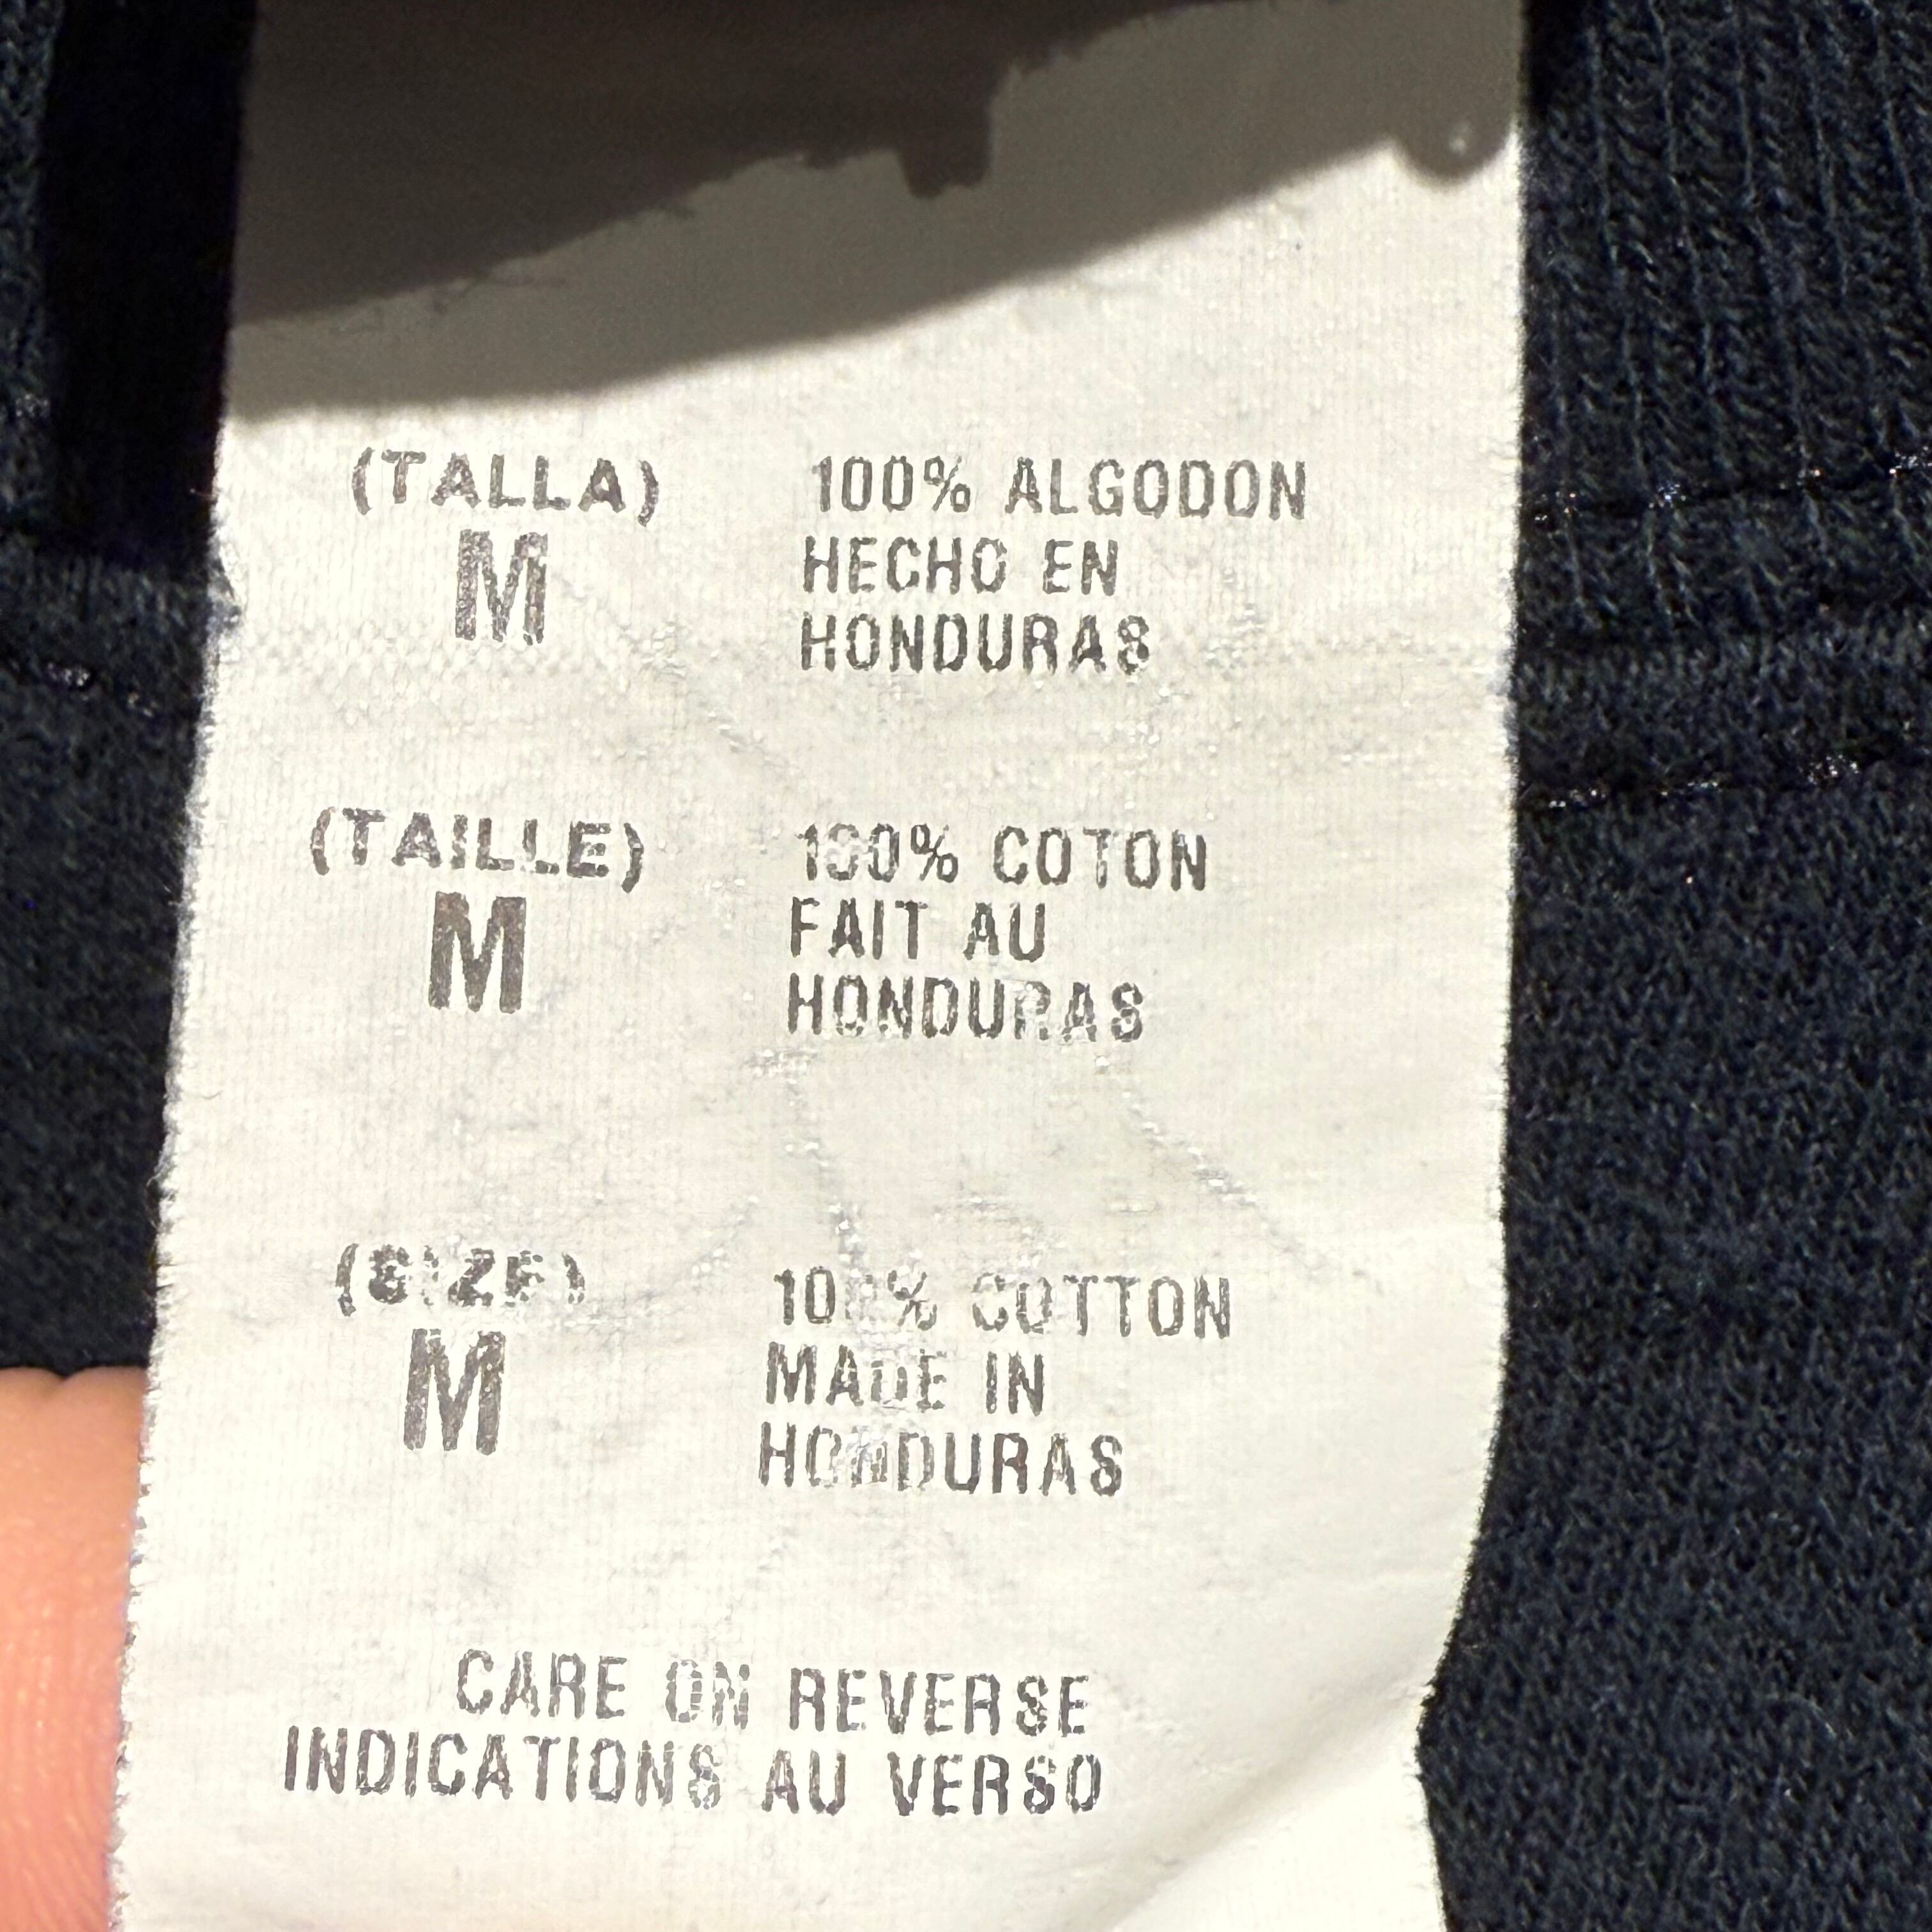 (TALLA)
M
100% ALGODON
HECHO EN
HONDURAS
(TAILLE)
M
100% COTON
FAIT AU
HONDURAS
(SIZE)
M
100% COTTON
MADE IN
HONDURAS
CARE ON REVERSE
INDICATIONS AU VERSO